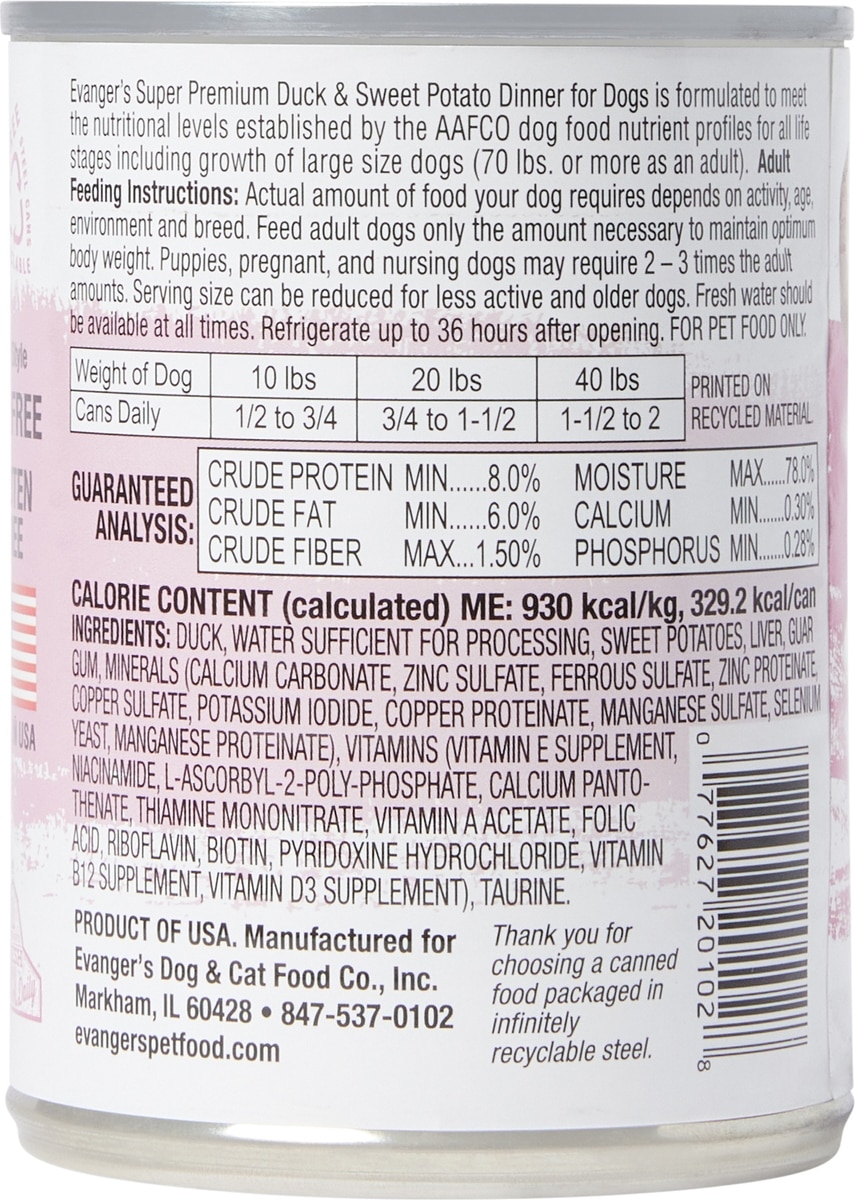 Evanger's Super Premium Duck & Sweet Potato Dinner for Dogs is formulated to meet
the nutritional levels established by the AAFCO dog food nutrient profiles for all life
stages including growth of large size dogs (70 lbs. or more as an adult). Adult
Feeding Instructions: Actual amount of food your dog requires depends on activity, age,
environment and breed. Feed adult dogs only the amount necessary to maintain optimum
body weight. Puppies, pregnant, and nursing dogs may require 2 – 3 times the adult
amounts. Serving size can be reduced for less active and older dogs. Fresh water should
be available at all times. Refrigerate up to 36 hours after opening. FOR PET FOOD ONLY.
Weight of Dog 10 lbs 20 lbs 40 lbs
Cans Daily 1/2 to 3/4 3/4 to 1-1/2 1-1/2 to 2
PRINTED ON
RECYCLED MATERIAL.
GUARANTEED
ANALYSIS:
CRUDE PROTEIN MIN......8.0% MOISTURE MAX.....78.0%
CRUDE FAT MIN......6.0% CALCIUM MIN......0.30%
CRUDE FIBER MAX...1.50% PHOSPHORUS MIN......0.28%
CALORIE CONTENT (calculated) ME: 930 kcal/kg, 329.2 kcal/can
INGREDIENTS: DUCK, WATER SUFFICIENT FOR PROCESSING, SWEET POTATOES, LIVER, GUAR
GUM, MINERALS (CALCIUM CARBONATE, ZINC SULFATE, FERROUS SULFATE, ZINC PROTEINATE,
COPPER SULFATE, POTASSIUM IODIDE, COPPER PROTEINATE, MANGANESE SULFATE, SELENIUM
YEAST, MANGANESE PROTEINATE), VITAMINS (VITAMIN E SUPPLEMENT,
NIACINAMIDE, L-ASCORBYL-2-POLY-PHOSPHATE, CALCIUM PANTO-
THENATE, THIAMINE MONONITRATE, VITAMIN A ACETATE, FOLIC
ACID, RIBOFLAVIN, BIOTIN, PYRIDOXINE HYDROCHLORIDE, VITAMIN
B12 SUPPLEMENT, VITAMIN D3 SUPPLEMENT), TAURINE.
PRODUCT OF USA. Manufactured for
Evanger's Dog & Cat Food Co., Inc.
Markham, IL 60428 • 847-537-0102
evangerspetfood.com
Thank you for
choosing a canned
food packaged in
infinitely
recyclable steel.
0 77627 20102 8
FREE
USA
Daily